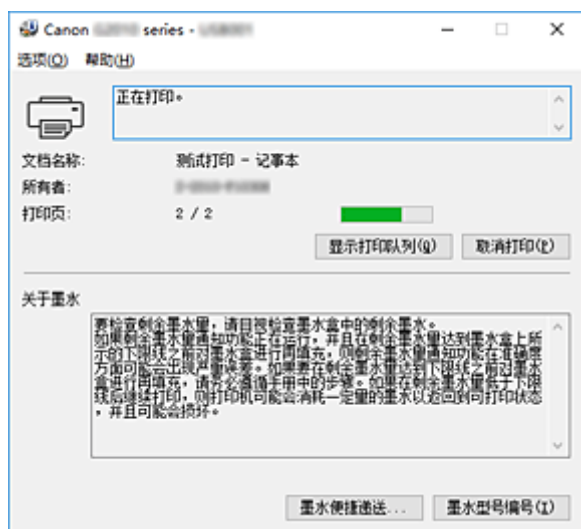 Canon series -
选项(O) 帮助(H)
正在打印。
文档名称: 测试打印 - 记事本
所有者:
打印页: 2 / 2
显示打印队列(Q) 取消打印(P)
关于墨水
要检查剩余墨水量，请目视检查墨水盒中的剩余墨水。
如果剩余墨水量通知功能正在运行，并且在剩余墨水量达到墨水盒上所
示的下限线之前对墨水盒进行再填充，则剩余墨水量通知功能在准确度
方面可能会出现严重误差。如果要在剩余墨水量达到下限线之前对墨水
盒进行再填充，请务必遵循手册中的步骤。如果在剩余墨水量低于下限
线后继续打印，则打印机可能会消耗一定量的墨水以返回到可打印状态
，并且可能会损坏。
墨水便捷递送... 墨水型号编号(I)